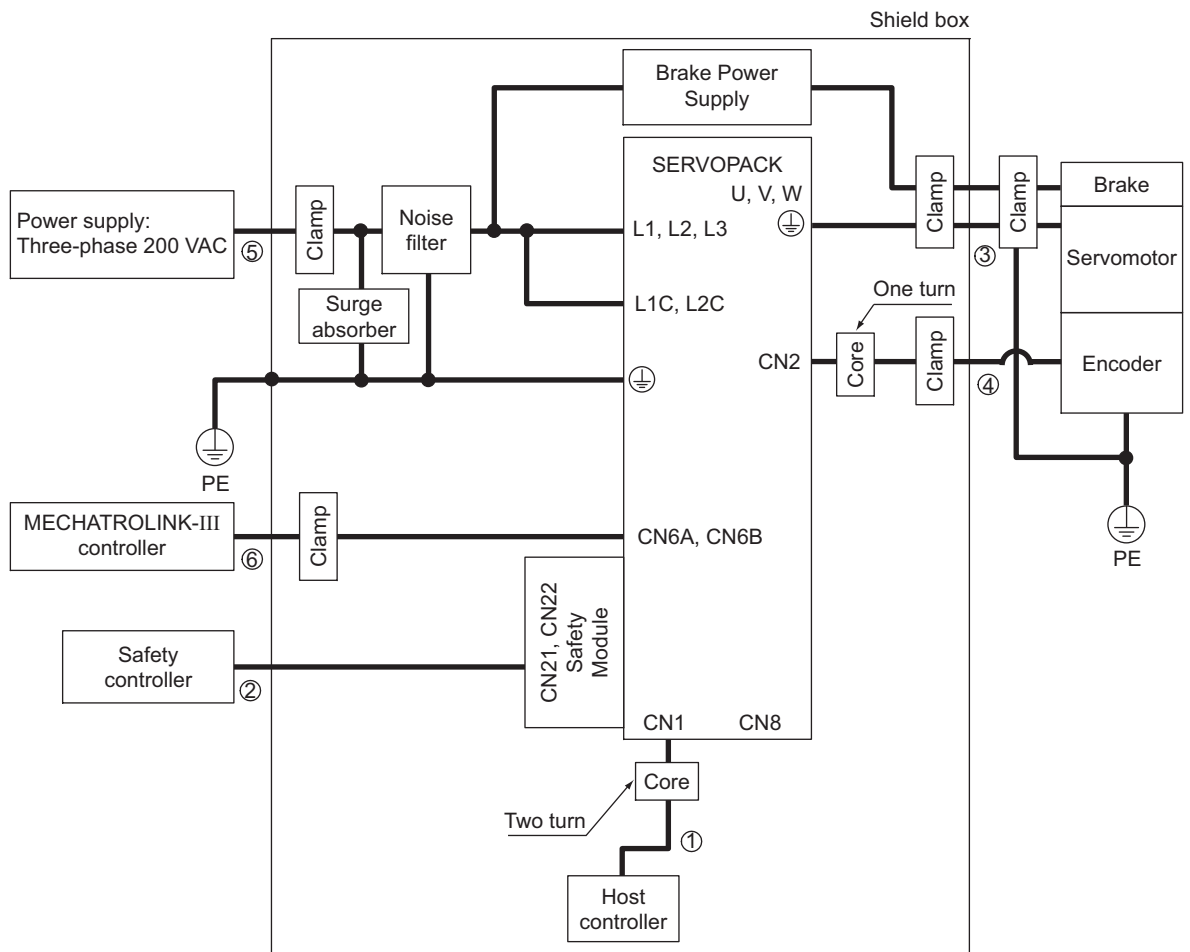 Shield box
Brake Power
Supply
SERVOPACK
U, V, W
Clamp
Clamp
Brake
Power supply:
Three-phase 200 VAC
⑤
Clamp
Noise
filter
L1, L2, L3
③
Servomotor
Surge
absorber
L1C, L2C
One turn
CN2
Core
Clamp
④
Encoder
PE
PE
MECHATROLINK-III
controller
⑥
Clamp
CN6A, CN6B
CN21, CN22
Safety
Module
Safety
controller
②
CN1
CN8
Core
Two turn
①
Host
controller